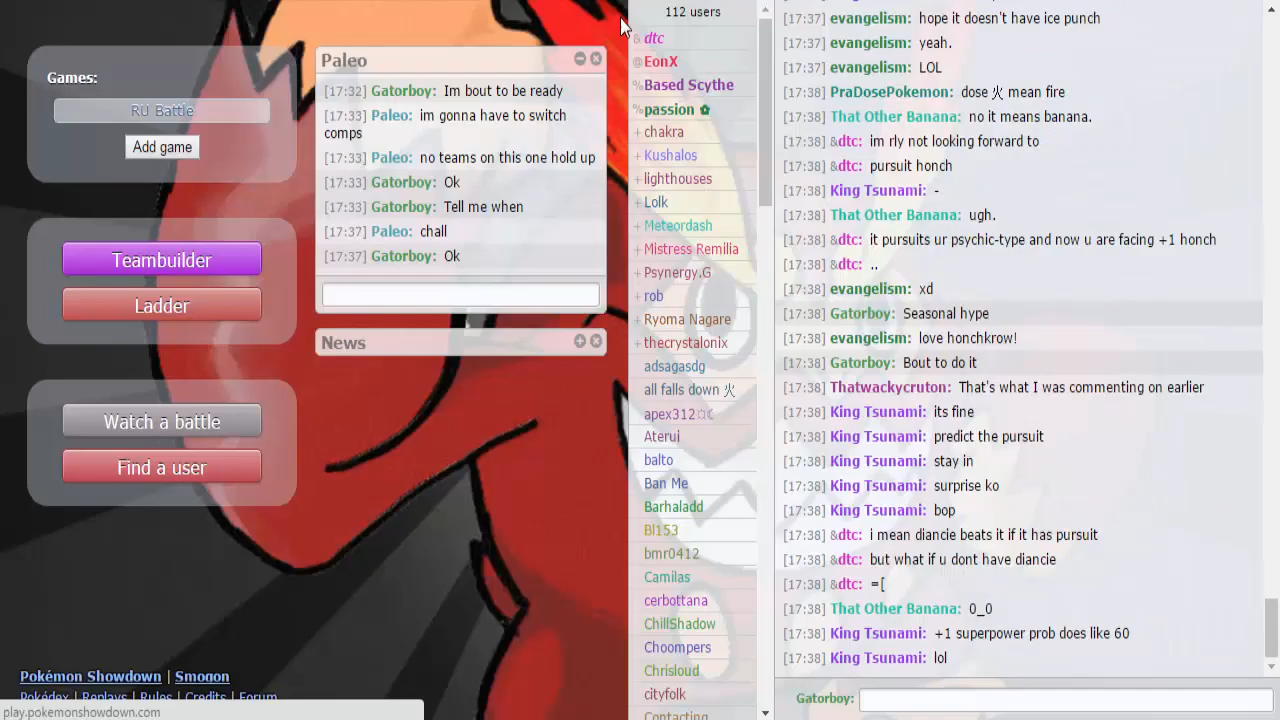 Games:
RU Battle
Add game
Teambuilder
Ladder
Watch a battle
Find a user
Pokémon Showdown | Smogon
Pokédex | Replays | Rules | Credits | Forum
play.pokemonshowdown.com
Paleo
[17:32] Gatorboy: Im bout to be ready
[17:33] Paleo: im gonna have to switch
comps
[17:33] Paleo: no teams on this one hold up
[17:33] Gatorboy: Ok
[17:33] Gatorboy: Tell me when
[17:37] Paleo: chall
[17:37] Gatorboy: Ok
News
112 users
& dtc
@EonX
%Based Scythe
%passion ✿
+ chakra
+ Kushalos
+ lighthouses
+ Lolk
+ Meteordash
+ Mistress Remilia
+ Psynergy.G
+ rob
+ Ryoma Nagare
+ thecrystalonix
adsagasdg
all falls down 火
apex312☼☾
Aterui
balto
Ban Me
Barhaladd
Bl153
bmr0412
Camilas
cerbottana
ChillShadow
Choompers
Chrisloud
cityfolk
Contacting
[17:37] evangelism: hope it doesn't have ice punch
[17:37] evangelism: yeah.
[17:37] evangelism: LOL
[17:38] PraDosePokemon: dose 火 mean fire
[17:38] That Other Banana: no it means banana.
[17:38] &dtc: im rly not looking forward to
[17:38] &dtc: pursuit honch
[17:38] King Tsunami: -
[17:38] That Other Banana: ugh.
[17:38] &dtc: it pursuits ur psychic-type and now u are facing +1 honch
[17:38] &dtc: ..
[17:38] evangelism: xd
[17:38] Gatorboy: Seasonal hype
[17:38] evangelism: love honchkrow!
[17:38] Gatorboy: Bout to do it
[17:38] Thatwackycruton: That's what I was commenting on earlier
[17:38] King Tsunami: its fine
[17:38] King Tsunami: predict the pursuit
[17:38] King Tsunami: stay in
[17:38] King Tsunami: surprise ko
[17:38] King Tsunami: bop
[17:38] &dtc: i mean diancie beats it if it has pursuit
[17:38] &dtc: but what if u dont have diancie
[17:38] &dtc: =[
[17:38] That Other Banana: 0_0
[17:38] King Tsunami: +1 superpower prob does like 60
[17:38] King Tsunami: lol
Gatorboy: